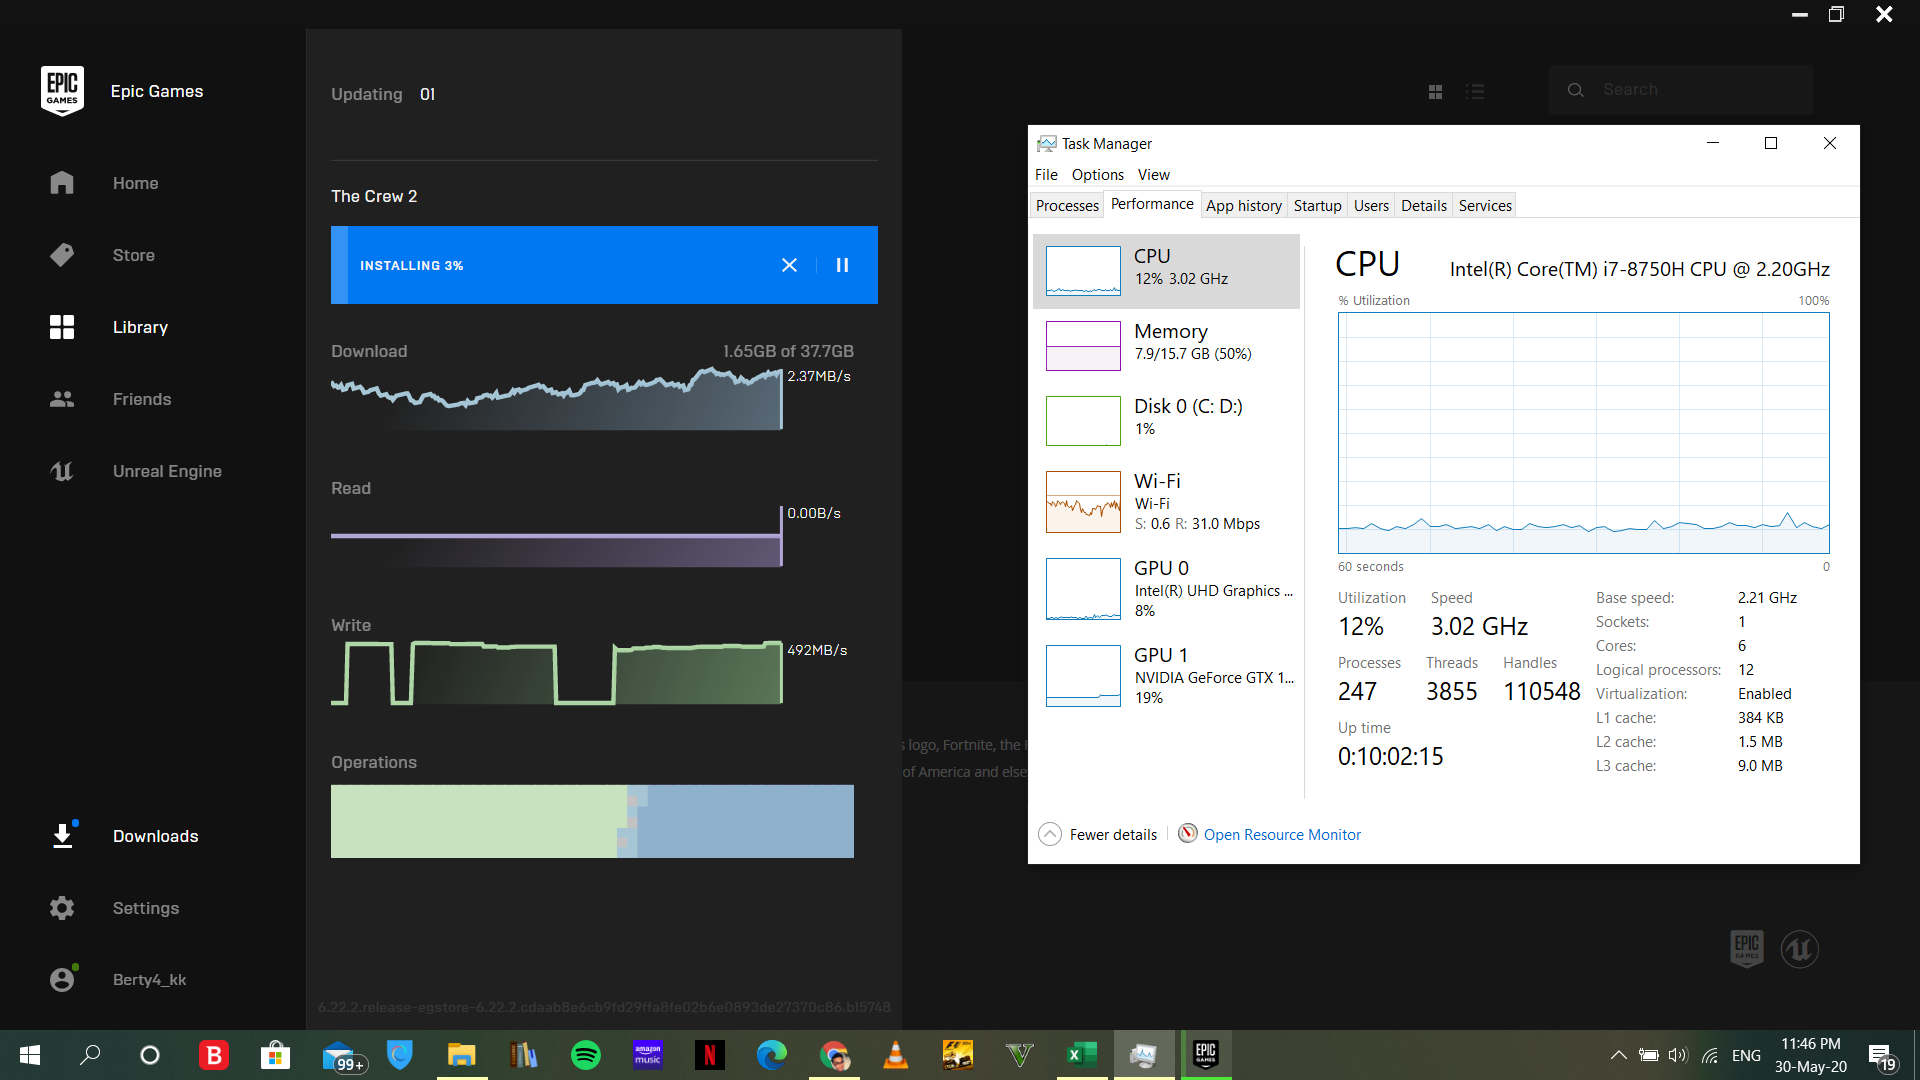 EPIC GAMES
Epic Games
Home
Store
Library
Friends
Unreal Engine
Downloads
Settings
Berty4_kk
Updating 01
The Crew 2
INSTALLING 3%
Download 1.65GB of 37.7GB
2.37MB/s
Read
0.00B/s
Write
492MB/s
Operations
6.22.2.release-egstore-6.22.2.cdaab8e6cb9fd29ffa8fe02b6e0893de27370c86.bl5748
Search
s logo, Fortnite, the
of America and else
Task Manager
File Options View
Processes Performance App history Startup Users Details Services
CPU
12% 3.02 GHz
Memory
7.9/15.7 GB (50%)
Disk 0 (C: D:)
1%
Wi-Fi
Wi-Fi
S: 0.6 R: 31.0 Mbps
GPU 0
Intel(R) UHD Graphics ...
8%
GPU 1
NVIDIA GeForce GTX 1...
19%
CPU Intel(R) Core(TM) i7-8750H CPU @ 2.20GHz
% Utilization 100%
60 seconds 0
Utilization Speed
12% 3.02 GHz
Processes Threads Handles
247 3855 110548
Up time
0:10:02:15
Base speed: 2.21 GHz
Sockets: 1
Cores: 6
Logical processors: 12
Virtualization: Enabled
L1 cache: 384 KB
L2 cache: 1.5 MB
L3 cache: 9.0 MB
Fewer details Open Resource Monitor
EPIC GAMES
B
99+
amazon music
N
V
X
EPIC GAMES
ENG
11:46 PM
30-May-20
19